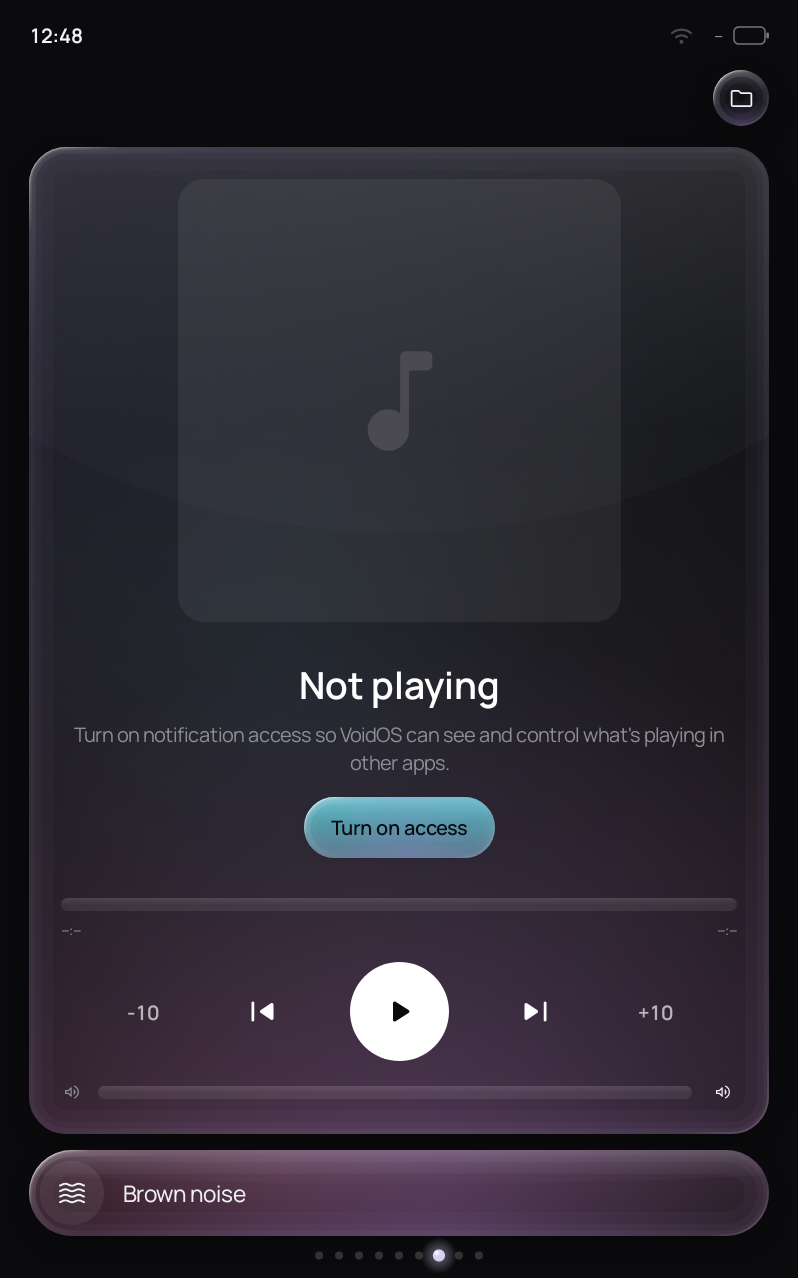 12:48
–
Not playing
Turn on notification access so VoidOS can see and control what's playing in
other apps.
Turn on access
–:– –:–
-10 +10
Brown noise